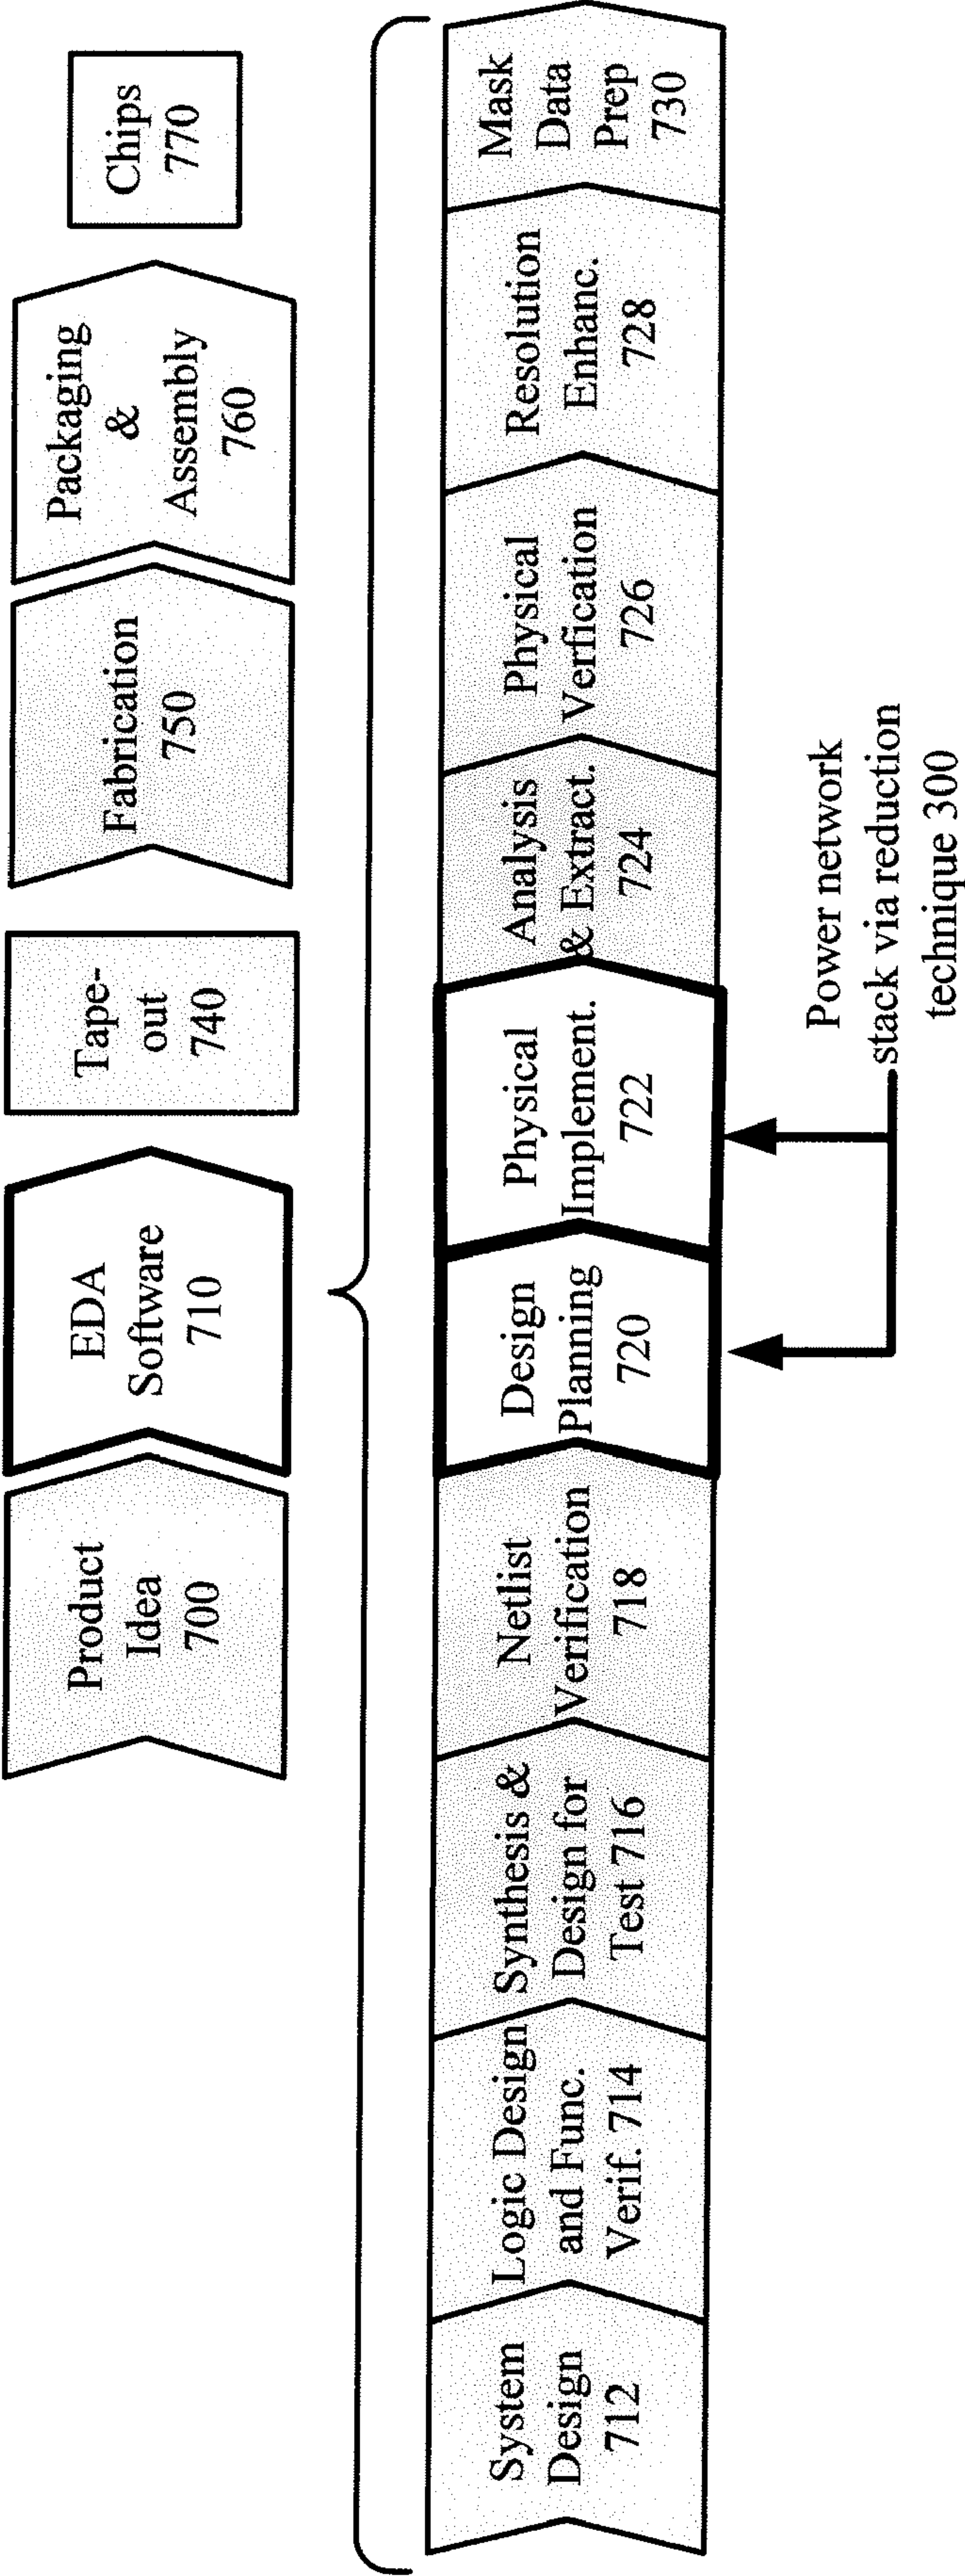 Product
Idea
700
EDA
Software
710
Tape-
out
740
Fabrication
750
Packaging
&
Assembly
760
Chips
770
System
Design
712
Logic Design
and Func.
Verif. 714
Synthesis &
Design for
Test 716
Netlist
Verification
718
Design
Planning
720
Physical
Implement.
722
Analysis
& Extract.
724
Physical
Verfication
726
Resolution
Enhanc.
728
Mask
Data
Prep
730
Power network
stack via reduction
technique 300